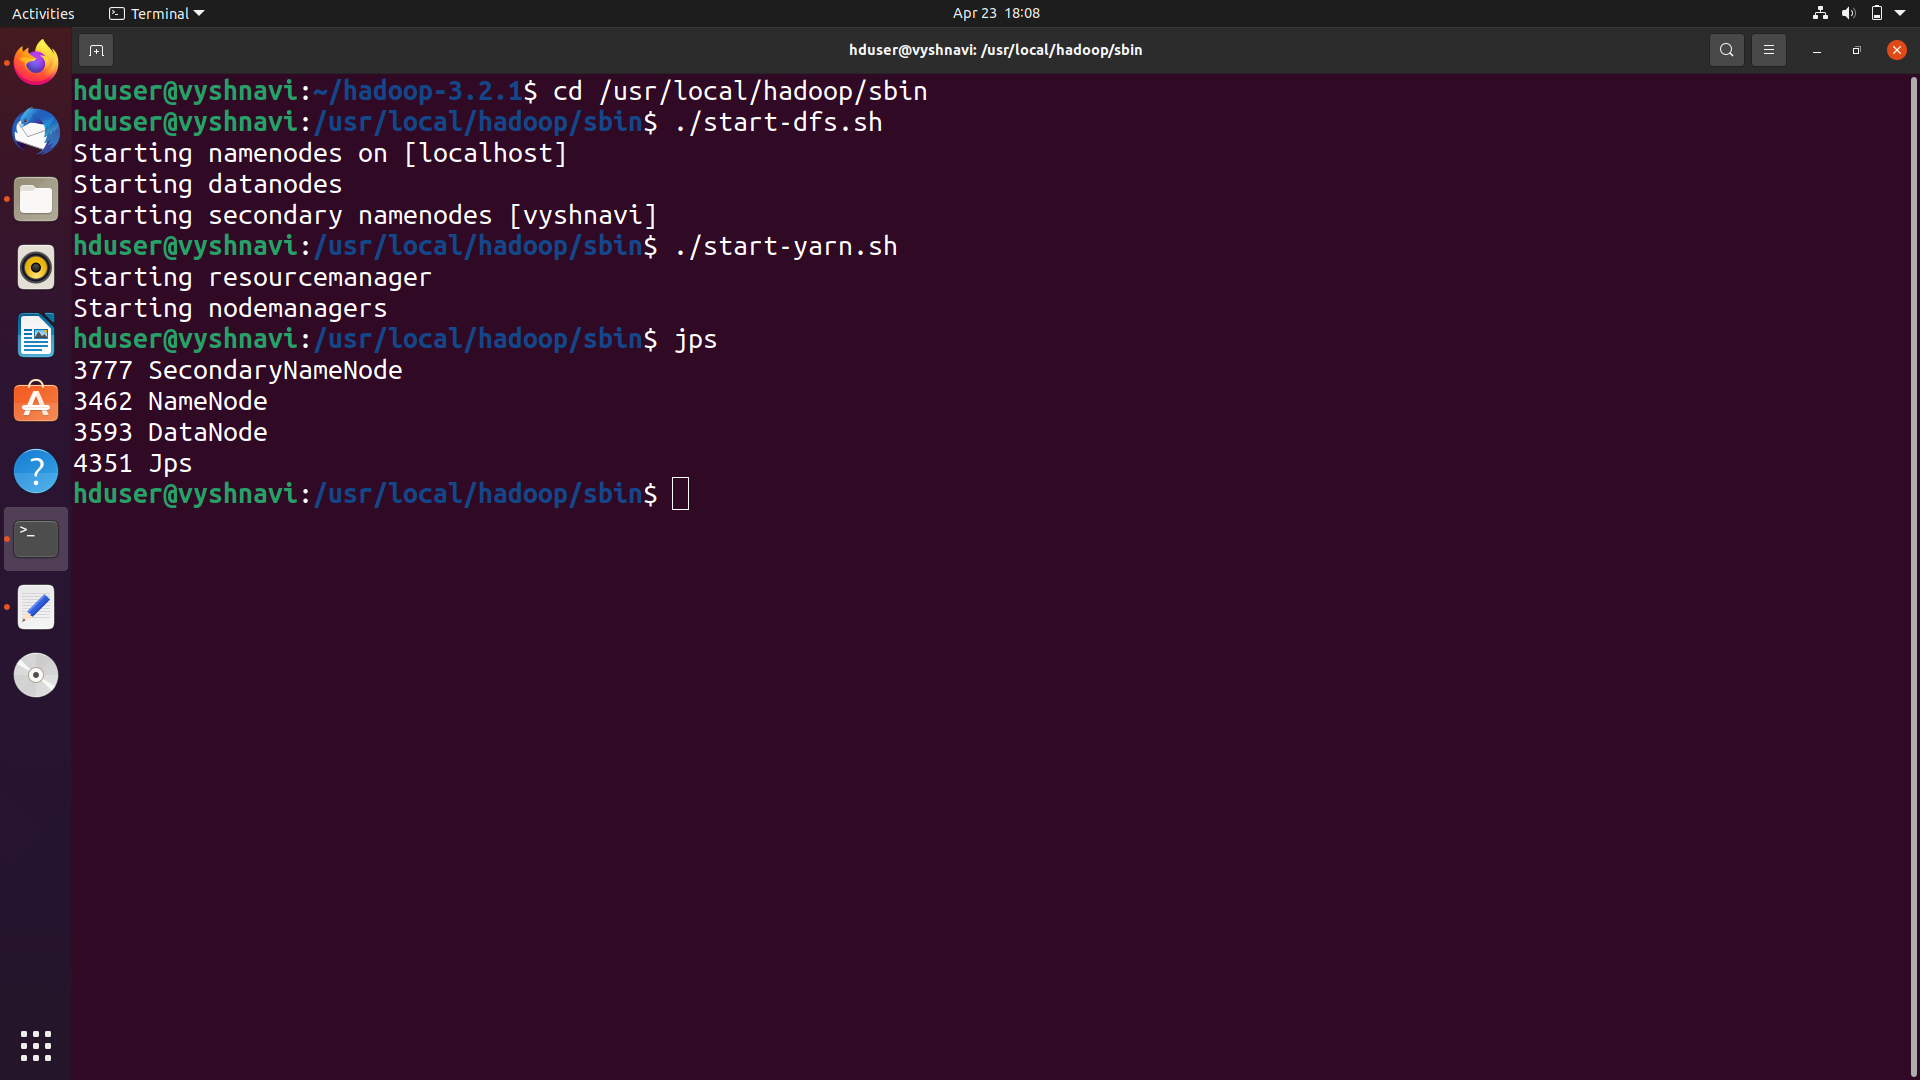 Activities
Terminal
Apr 23 18:08
hduser@vyshnavi: /usr/local/hadoop/sbin
hduser@vyshnavi:~/hadoop-3.2.1$ cd /usr/local/hadoop/sbin
hduser@vyshnavi:/usr/local/hadoop/sbin$ ./start-dfs.sh
Starting namenodes on [localhost]
Starting datanodes
Starting secondary namenodes [vyshnavi]
hduser@vyshnavi:/usr/local/hadoop/sbin$ ./start-yarn.sh
Starting resourcemanager
Starting nodemanagers
hduser@vyshnavi:/usr/local/hadoop/sbin$ jps
3777 SecondaryNameNode
3462 NameNode
3593 DataNode
4351 Jps
hduser@vyshnavi:/usr/local/hadoop/sbin$